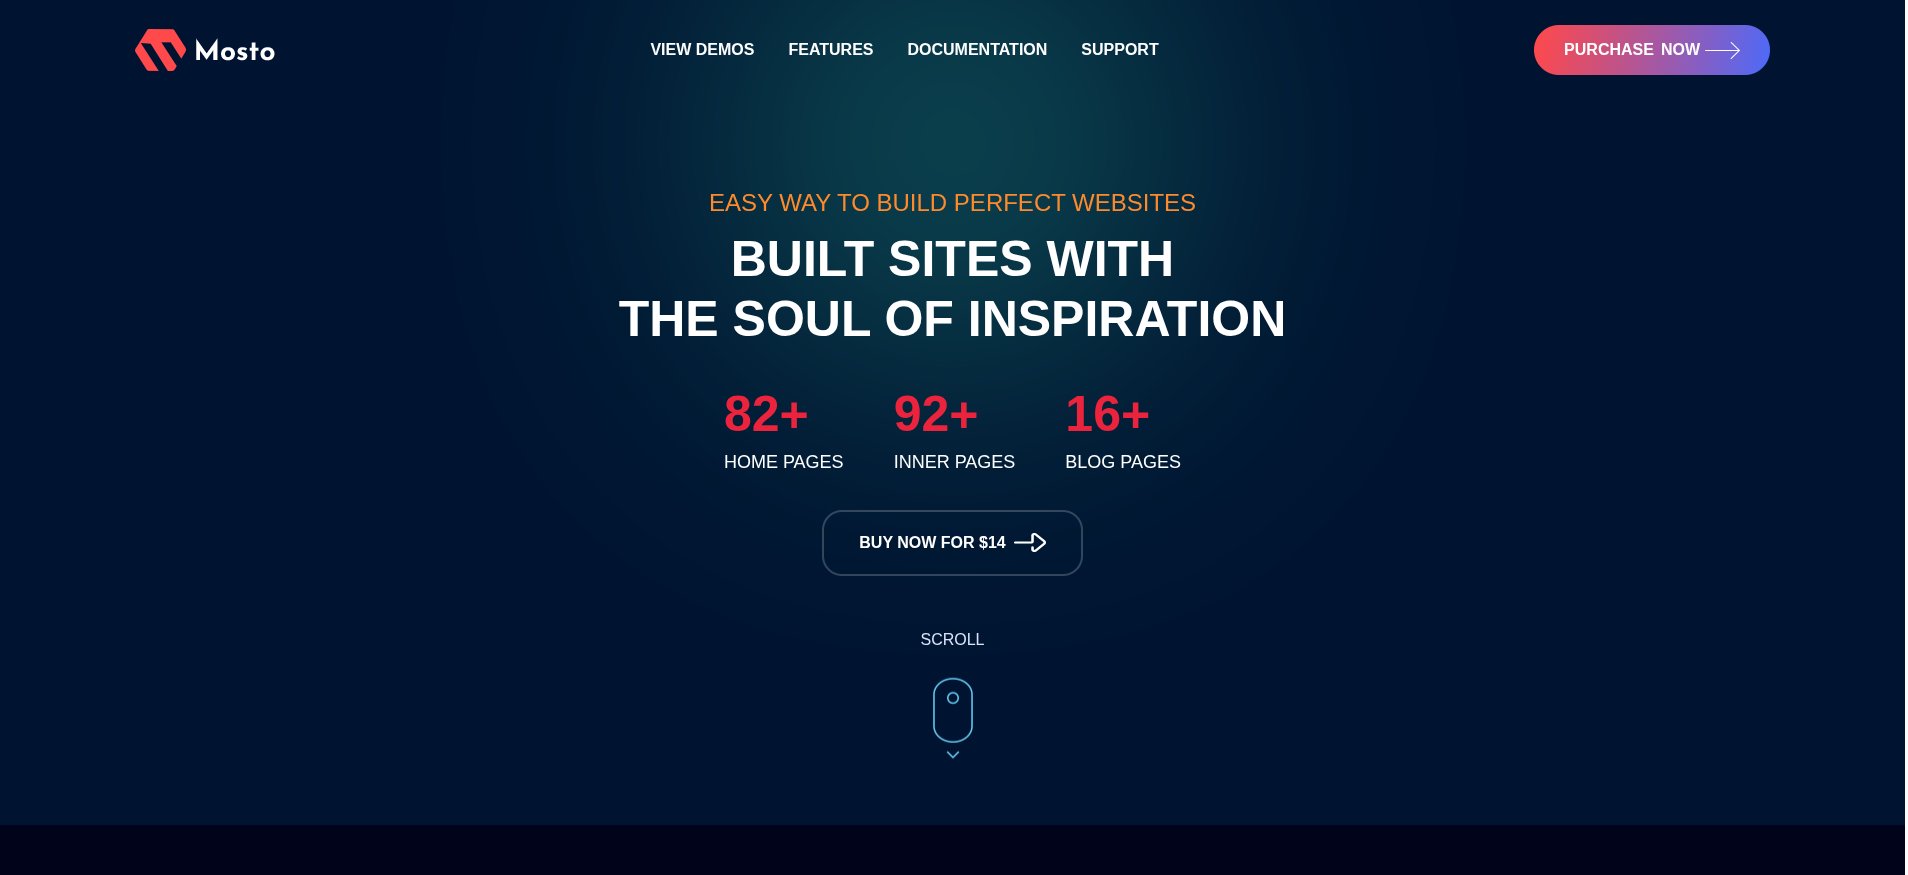 Mosto
VIEW DEMOS
FEATURES
DOCUMENTATION
SUPPORT
PURCHASE NOW
EASY WAY TO BUILD PERFECT WEBSITES
BUILT SITES WITH
THE SOUL OF INSPIRATION
82+
HOME PAGES
92+
INNER PAGES
16+
BLOG PAGES
BUY NOW FOR $14
SCROLL